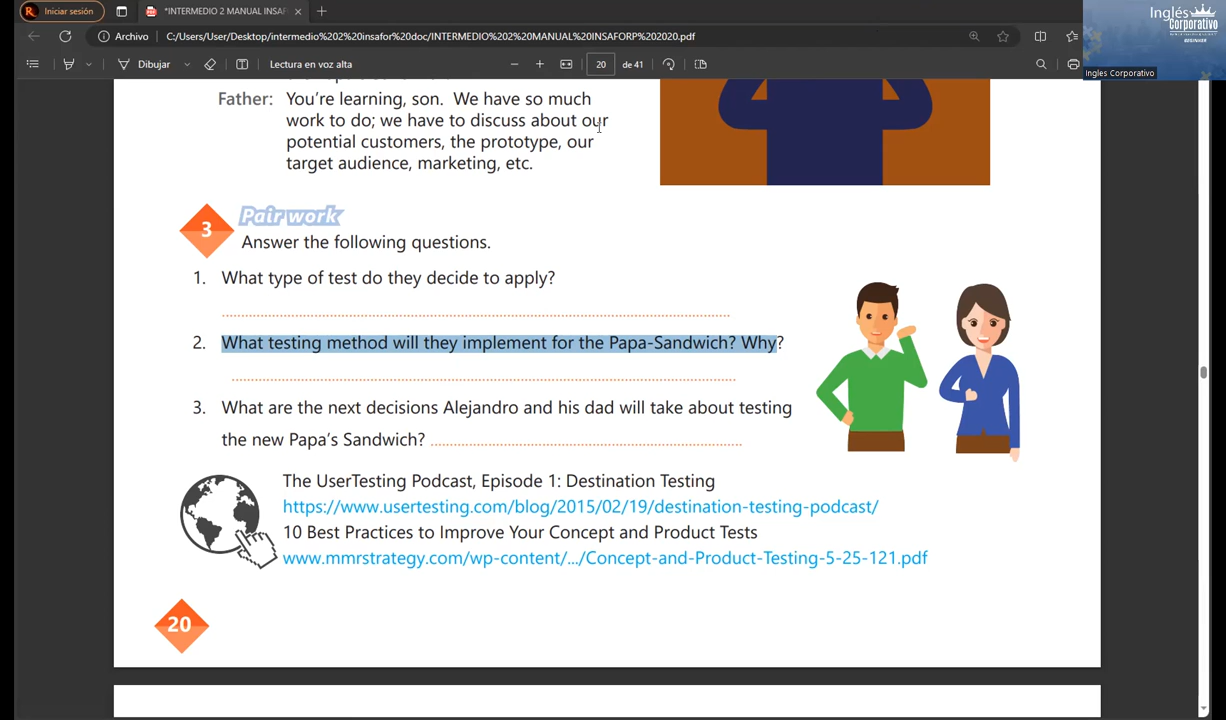 Iniciar sesión
*INTERMEDIO 2 MANUAL INSAF
Archivo
C:/Users/User/Desktop/intermedio%202%20insafor%20doc/INTERMEDIO%202%20MANUAL%20INSAFORP%202020.pdf
Dibujar
Lectura en voz alta
20
de 41
Inglés
Corporativo
BEGINNER
Ingles Corporativo
Father: You're learning, son. We have so much
work to do; we have to discuss about our
potential customers, the prototype, our
target audience, marketing, etc.
3
Pair work
Answer the following questions.
1. What type of test do they decide to apply?
2. What testing method will they implement for the Papa-Sandwich? Why?
3. What are the next decisions Alejandro and his dad will take about testing
the new Papa's Sandwich?
The UserTesting Podcast, Episode 1: Destination Testing
https://www.usertesting.com/blog/2015/02/19/destination-testing-podcast/
10 Best Practices to Improve Your Concept and Product Tests
www.mmrstrategy.com/wp-content/.../Concept-and-Product-Testing-5-25-121.pdf
20